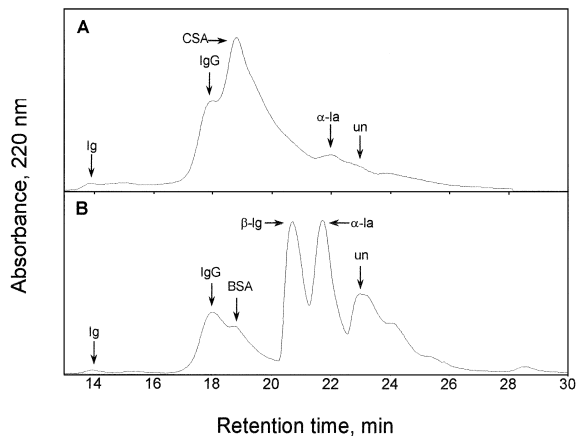 A
CSA
IgG
Ig
α-la
un
B
β-lg
α-la
IgG
BSA
un
Ig
14 16 18 20 22 24 26 28 30
Retention time, min
Absorbance, 220 nm